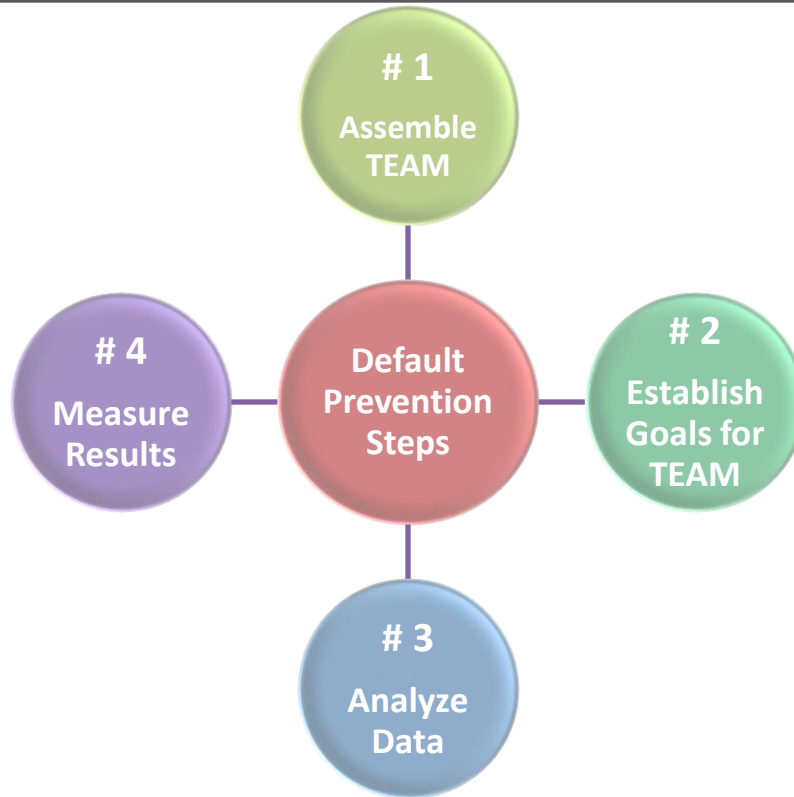 # 1
Assemble
TEAM
Default
Prevention
Steps
# 2
Establish
Goals for
TEAM
# 3
Analyze
Data
# 4
Measure
Results